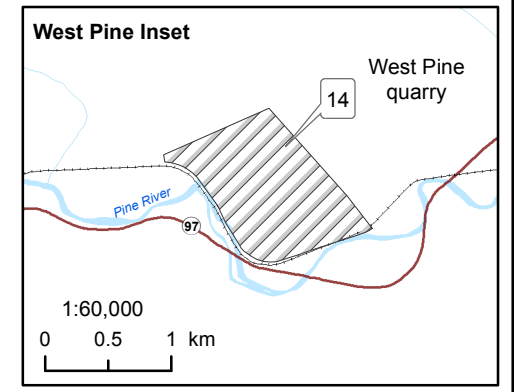 West Pine Inset
West Pine
quarry
14
Pine River
97
1:60,000
0 0.5 1 km